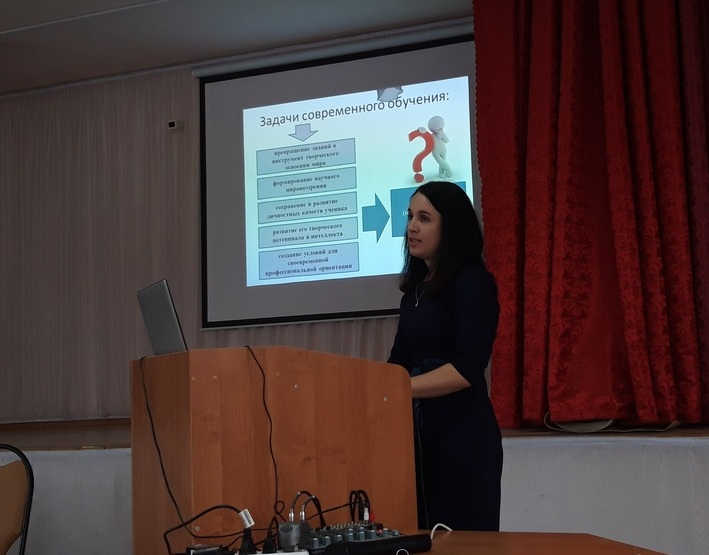 Задачи современного обучения:
превращение знаний в
инструмент творческого
освоения мира
формирование научного
мировоззрения
сохранение и развитие
личностных качеств ученика
развитие его творческого
потенциала и интеллекта
создание условий для
своевременной
профессиональной ориентации